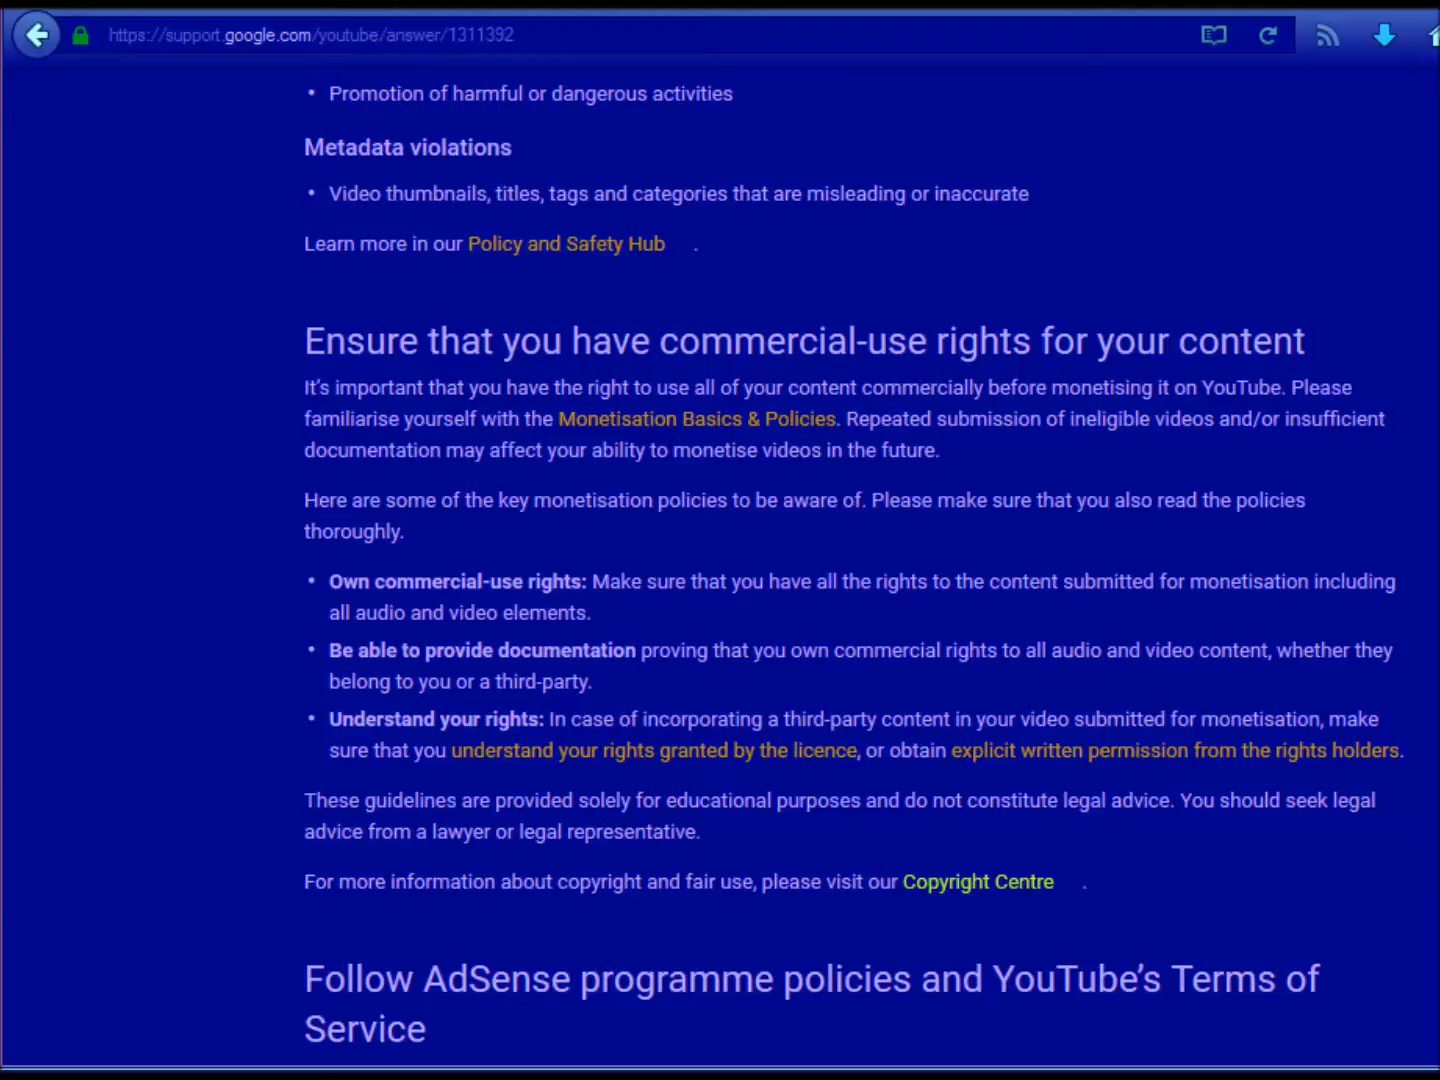 https://support.google.com/youtube/answer/1311392
• Promotion of harmful or dangerous activities
Metadata violations
• Video thumbnails, titles, tags and categories that are misleading or inaccurate
Learn more in our Policy and Safety Hub .
Ensure that you have commercial-use rights for your content
It's important that you have the right to use all of your content commercially before monetising it on YouTube. Please
familiarise yourself with the Monetisation Basics & Policies. Repeated submission of ineligible videos and/or insufficient
documentation may affect your ability to monetise videos in the future.
Here are some of the key monetisation policies to be aware of. Please make sure that you also read the policies
thoroughly.
• Own commercial-use rights: Make sure that you have all the rights to the content submitted for monetisation including
all audio and video elements.
• Be able to provide documentation proving that you own commercial rights to all audio and video content, whether they
belong to you or a third-party.
• Understand your rights: In case of incorporating a third-party content in your video submitted for monetisation, make
sure that you understand your rights granted by the licence, or obtain explicit written permission from the rights holders.
These guidelines are provided solely for educational purposes and do not constitute legal advice. You should seek legal
advice from a lawyer or legal representative.
For more information about copyright and fair use, please visit our Copyright Centre .
Follow AdSense programme policies and YouTube's Terms of
Service